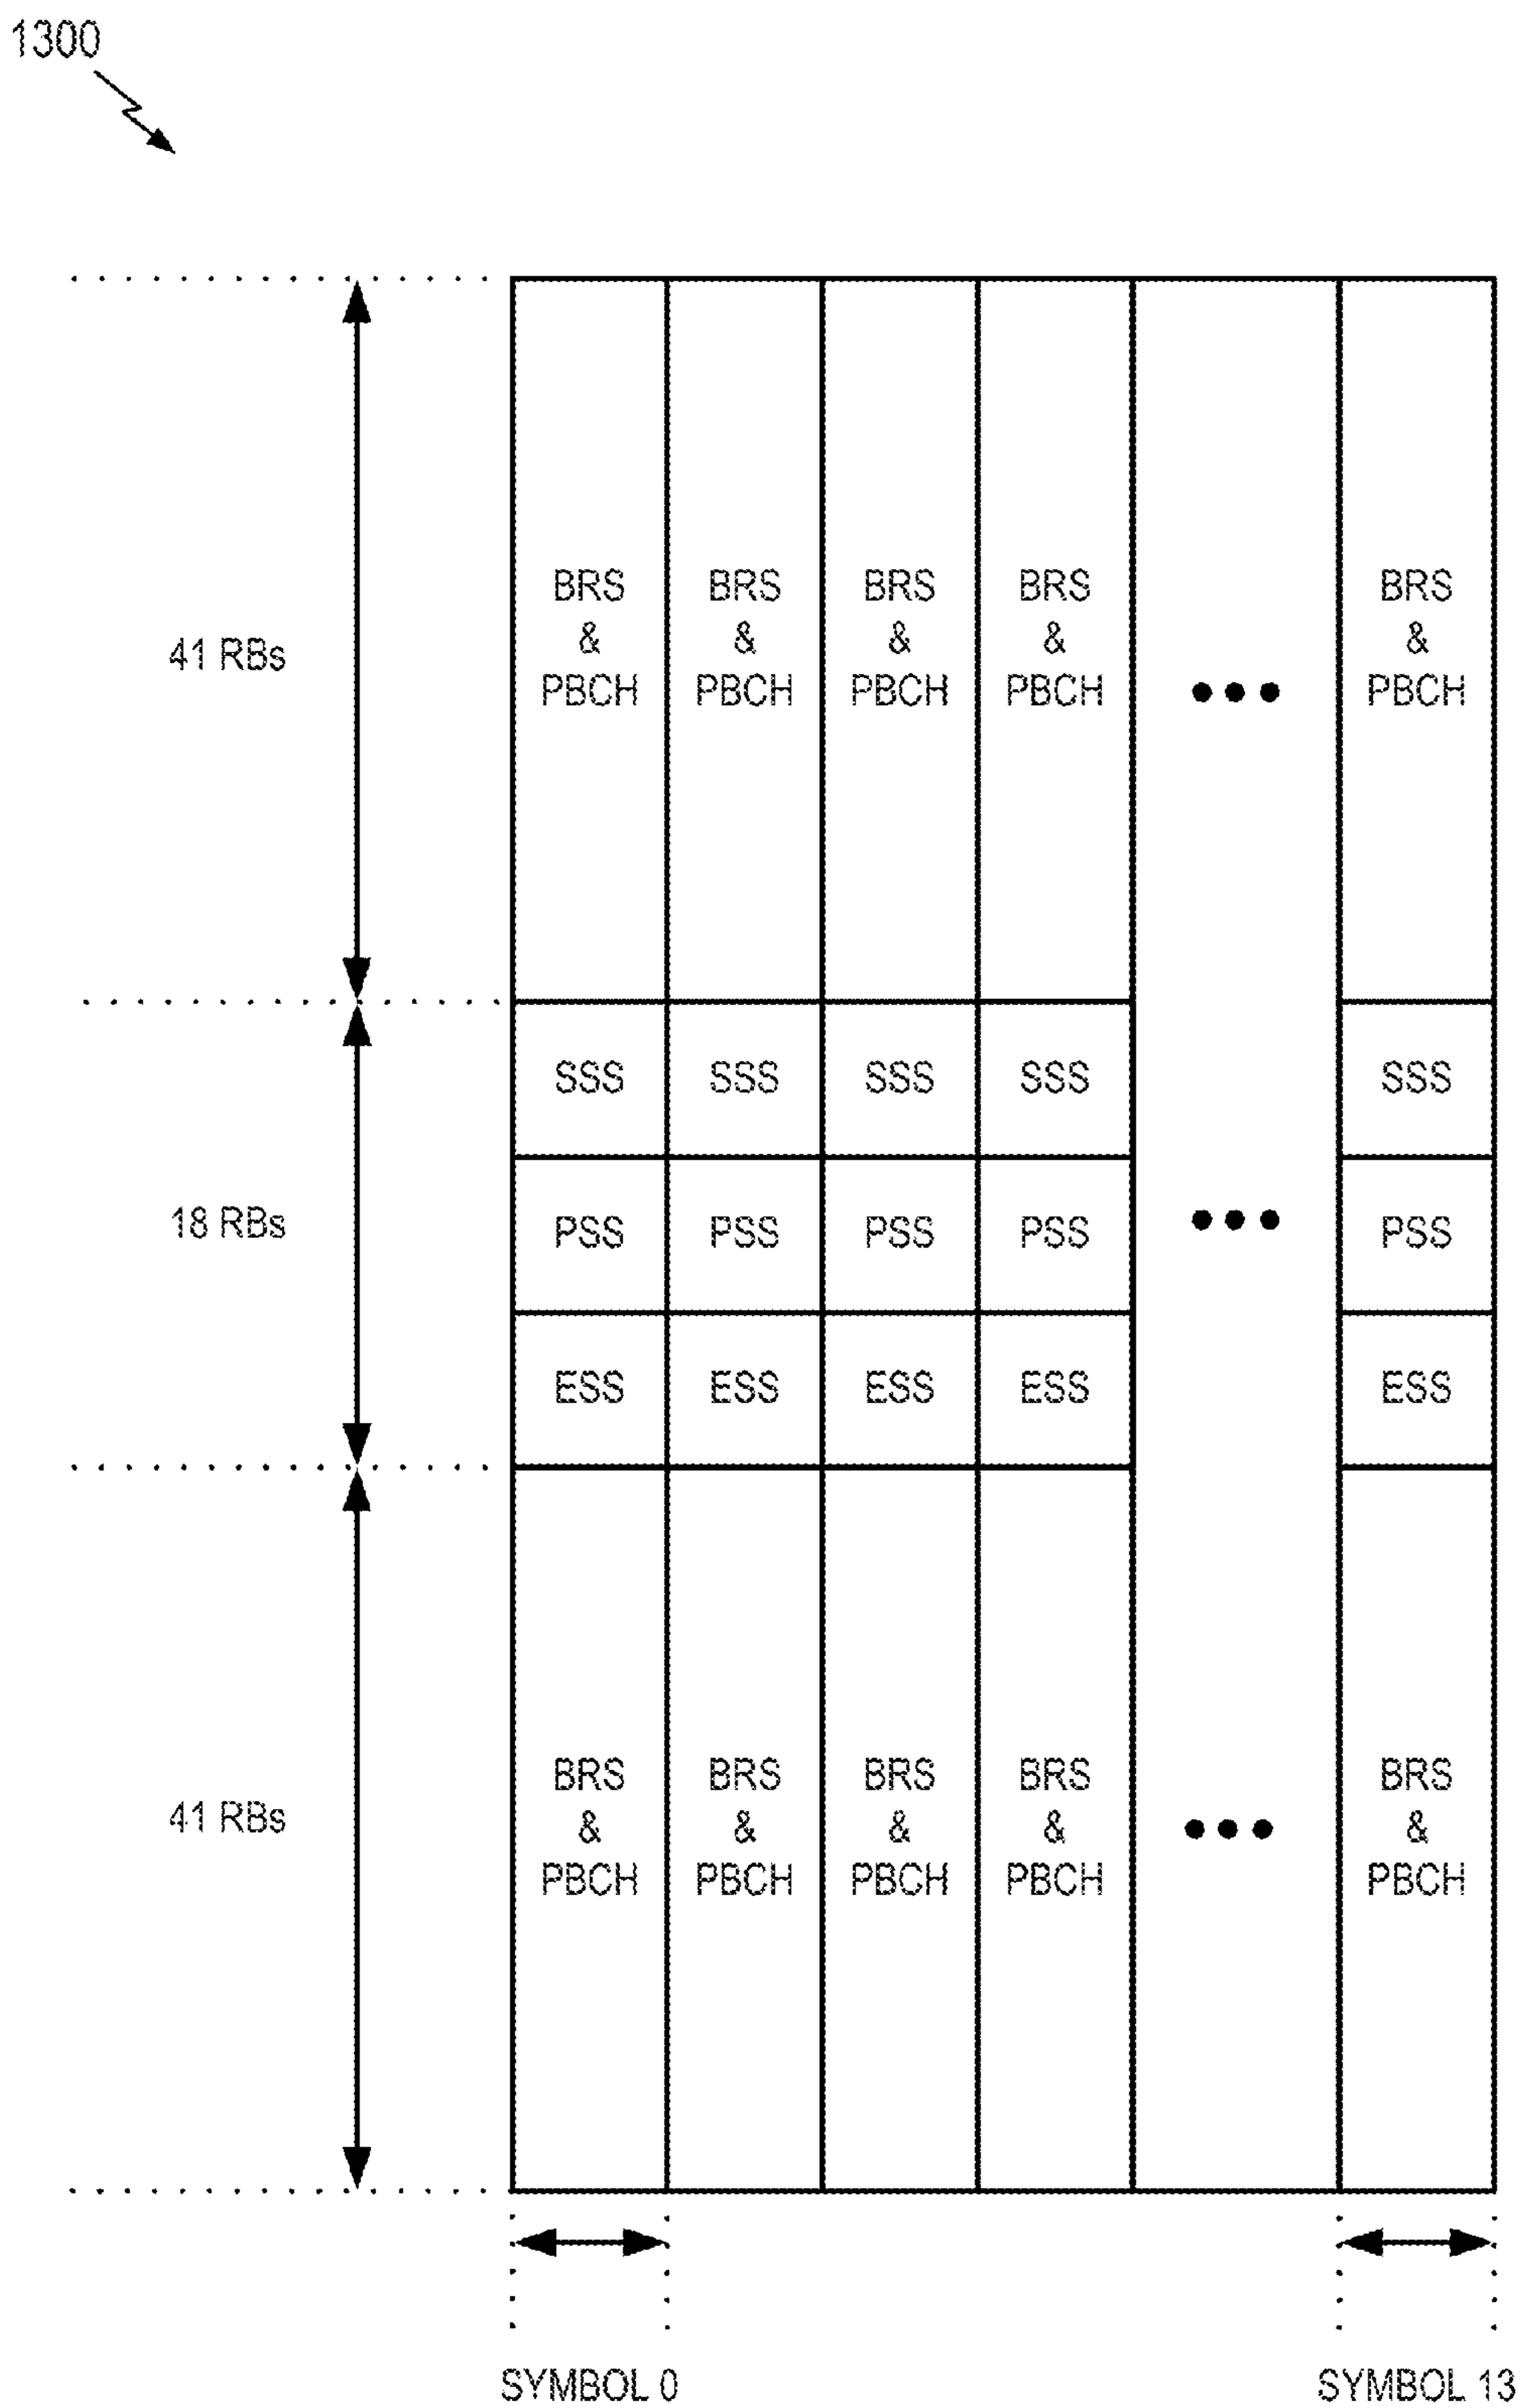 1300
BRS BRS BRS BRS BRS
& & & & &
41 RBs
PBCH PBCH PBCH PBCH ••• PBCH
SSS SSS SSS SSS SSS
18 RBs PSS PSS PSS PSS ••• PSS
ESS ESS ESS ESS ESS
BRS BRS BRS BRS BRS
41 RBs & & & & ••• &
PBCH PBCH PBCH PBCH PBCH
SYMBOL 0 SYMBOL 13